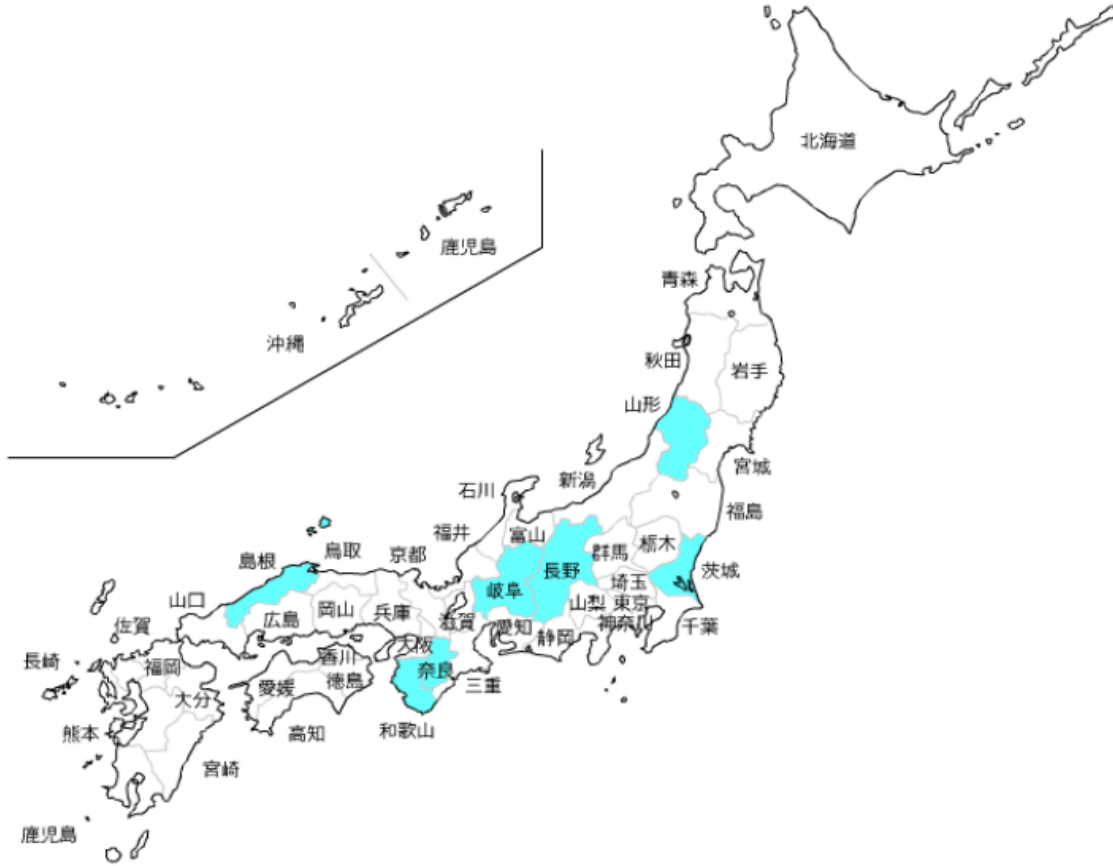 北海道
鹿児島
青森
沖縄
秋田
岩手
山形
宮城
新潟
石川
福島
福井
富山
栃木
島根
鳥取
京都
群馬
長野
茨城
埼玉
岐阜
山口
広島
岡山
兵庫
滋賀
山梨
東京
佐賀
愛知
静岡
神奈川
千葉
長崎
福岡
大阪
香川
奈良
愛媛
徳島
三重
大分
熊本
高知
和歌山
宮崎
鹿児島